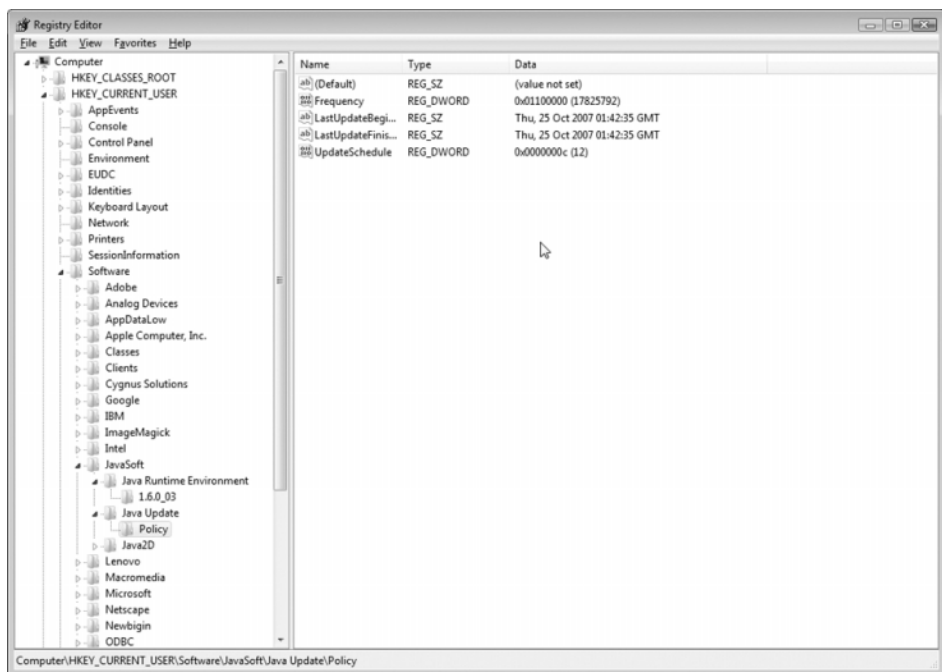 Registry Editor
File Edit View Favorites Help
Computer
HKEY_CLASSES_ROOT
HKEY_CURRENT_USER
AppEvents
Console
Control Panel
Environment
EUDC
Identities
Keyboard Layout
Network
Printers
SessionInformation
Software
Adobe
Analog Devices
AppDataLow
Apple Computer, Inc.
Classes
Clients
Cygnus Solutions
Google
IBM
ImageMagick
Intel
JavaSoft
Java Runtime Environment
1.6.0_03
Java Update
Policy
Java2D
Lenovo
Macromedia
Microsoft
Netscape
Newbigin
ODBC
Name Type Data
(Default) REG_SZ (value not set)
Frequency REG_DWORD 0x01100000 (17825792)
LastUpdateBegi... REG_SZ Thu, 25 Oct 2007 01:42:35 GMT
LastUpdateFinis... REG_SZ Thu, 25 Oct 2007 01:42:35 GMT
UpdateSchedule REG_DWORD 0x0000000c (12)
Computer\HKEY_CURRENT_USER\Software\JavaSoft\Java Update\Policy